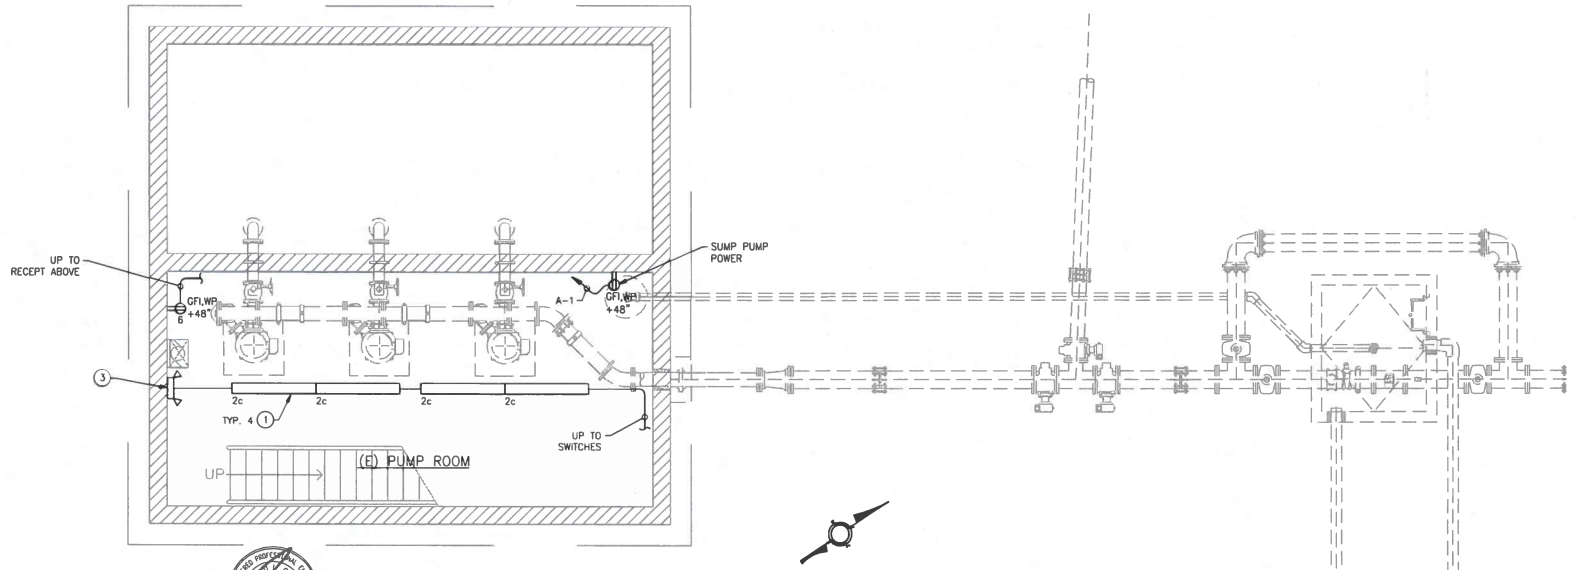 UP TO
RECEPT ABOVE
GFI,WP
+48"
6
SUMP PUMP
POWER
A-1
GFI,WP
+48"
3
2c
2c
2c
2c
TYP. 4 1
UP TO
SWITCHES
(E) PUMP ROOM
UP
PROFESSIONAL